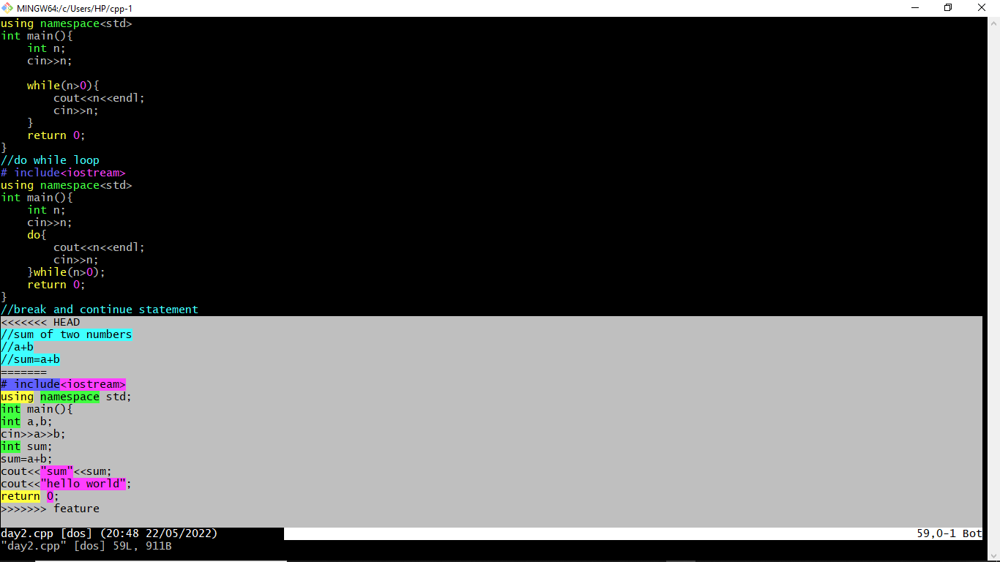 MINGW64:/c/Users/HP/cpp-1
using namespace<std>
int main(){
    int n;
    cin>>n;

    while(n>0){
        cout<<n<<endl;
        cin>>n;
    }
    return 0;
}
//do while loop
# include<iostream>
using namespace<std>
int main(){
    int n;
    cin>>n;
    do{
        cout<<n<<endl;
        cin>>n;
    }while(n>0);
    return 0;
}
//break and continue statement
<<<<<<< HEAD
//sum of two numbers
//a+b
//sum=a+b
=======
# include<iostream>
using namespace std;
int main(){
int a,b;
cin>>a>>b;
int sum;
sum=a+b;
cout<<"sum"<<sum;
cout<<"hello world";
return 0;
>>>>>>> feature
day2.cpp [dos] (20:48 22/05/2022) 59,0-1 Bot
"day2.cpp" [dos] 59L, 911B